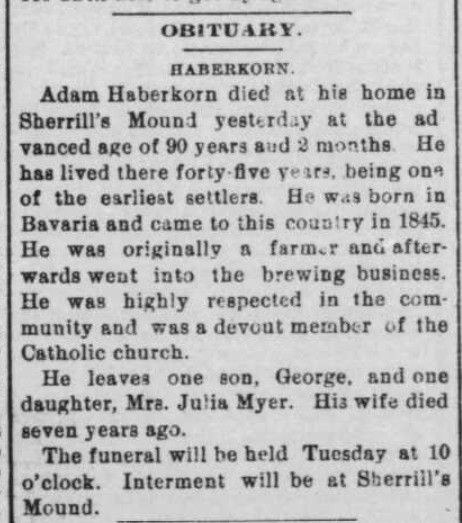 OBITUARY.
HABERKORN.
Adam Haberkorn died at his home in
Sherrill's Mound yesterday at the ad
vanced age of 90 years and 2 months. He
has lived there forty-five years, being one
of the earliest settlers. He was born in
Bavaria and came to this country in 1845.
He was originally a farmer and after-
wards went into the brewing business.
He was highly respected in the com-
munity and was a devout member of the
Catholic church.
He leaves one son, George, and one
daughter, Mrs. Julia Myer. His wife died
seven years ago.
The funeral will be held Tuesday at 10
o'clock. Interment will be at Sherrill's
Mound.